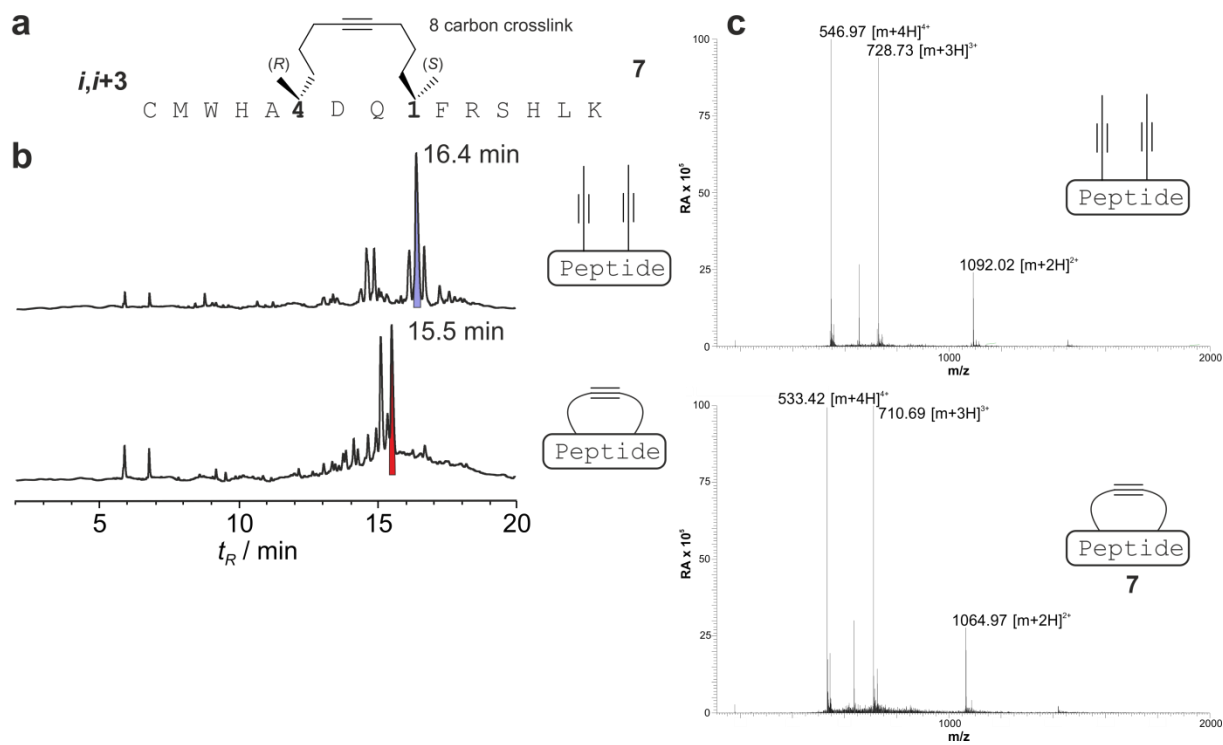 a
8 carbon crosslink
(R)
(S)
i,i+3
7
C M W H A 4 D Q 1 F R S H L K
b
16.4 min
Peptide
15.5 min
Peptide
5 10 15 20
t_R / min
c
100
75
50
25
0
RA x 10⁵
546.97 [m+4H]⁴⁺
728.73 [m+3H]³⁺
1092.02 [m+2H]²⁺
Peptide
1000
2000
m/z
100
75
50
25
0
RA x 10⁵
533.42 [m+4H]⁴⁺
710.69 [m+3H]³⁺
1064.97 [m+2H]²⁺
Peptide
7
1000
2000
m/z